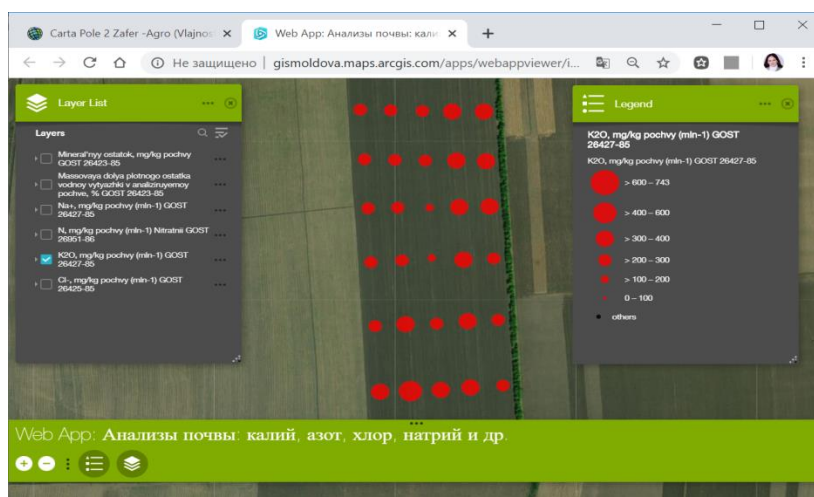 Carta Pole 2 Zafer -Agro (Vlajnos
Web App: Анализы почвы: кали
Не защищено | gismoldova.maps.arcgis.com/apps/webappviewer/i...
Layer List
Layers
Mineral'nyy ostatok, mg/kg pochvy
GOST 26423-85
Massovaya dolya plotnogo ostatka
vodnoy vytyazhki v analiziruyemoy
pochve, % GOST 26423-85
Na+, mg/kg pochvy (mln-1) GOST
26427-85
N, mg/kg pochvy (mln-1) Nitratnii GOST
26951-86
K2O, mg/kg pochvy (mln-1) GOST
26427-85
Cl-, mg/kg pochvy (mln-1) GOST
26425-85
Legend
K2O, mg/kg pochvy (mln-1) GOST
26427-85
K2O, mg/kg pochvy (mln-1) GOST 26427-85
> 600 – 743
> 400 – 600
> 300 – 400
> 200 – 300
> 100 – 200
0 – 100
others
Web App: Анализы почвы: калий, азот, хлор, натрий и др.